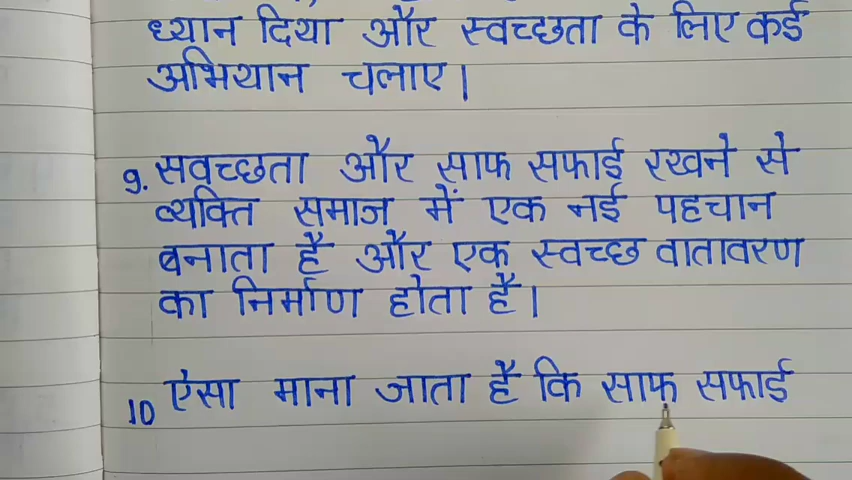 ध्यान दिया और स्वच्छता के लिए कई
अभियान चलाए।
9. सवच्छता और साफ सफाई रखने से
व्यक्ति समाज में एक नई पहचान
बनाता है और एक स्वच्छ वातावरण
का निर्माण होता है।
10 ऐसा माना जाता है कि साफ़ सफाई